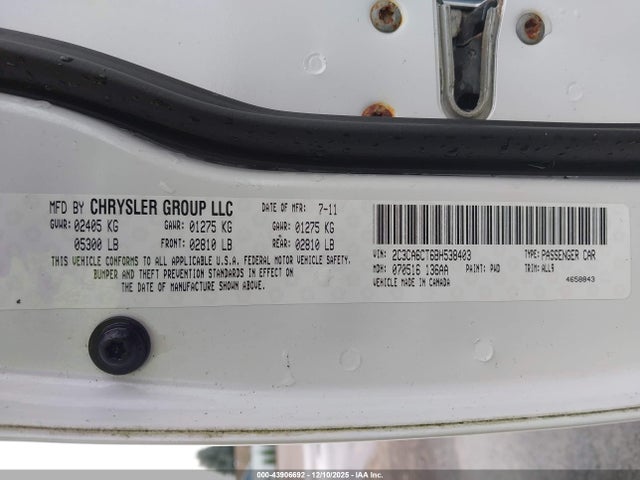 MFD BY CHRYSLER GROUP LLC DATE OF MFR: 7-11
GVWR: 02405 KG GAWR: 01275 KG GAWR: 01275 KG
05300 LB FRONT: 02810 LB REAR: 02810 LB
THIS VEHICLE CONFORMS TO ALL APPLICABLE U.S.A. FEDERAL MOTOR VEHICLE SAFETY,
BUMPER AND THEFT PREVENTION STANDARDS IN EFFECT ON
THE DATE OF MANUFACTURE SHOWN ABOVE.
VIN: 2C3CA6CT6BH538403 TYPE: PASSENGER CAR
MDH: 070516 136AA PAINT: PWD TRIM: ALL9
VEHICLE MADE IN CANADA 4658843
000-43906692 - 12/10/2025 - IAA Inc.